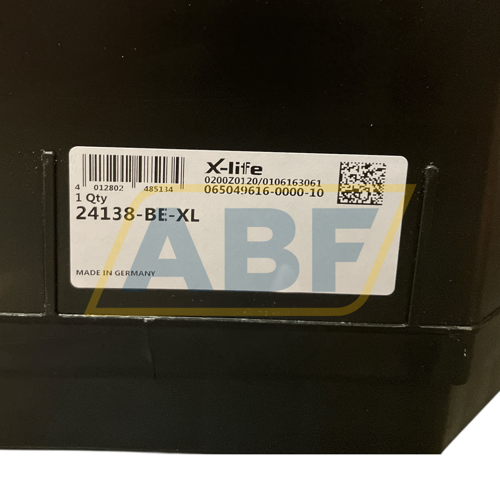 X-life
0200Z0120/0106163061
065049616-0000-10
4 012802 485134
1 Qty
24138-BE-XL
MADE IN GERMANY
ABF